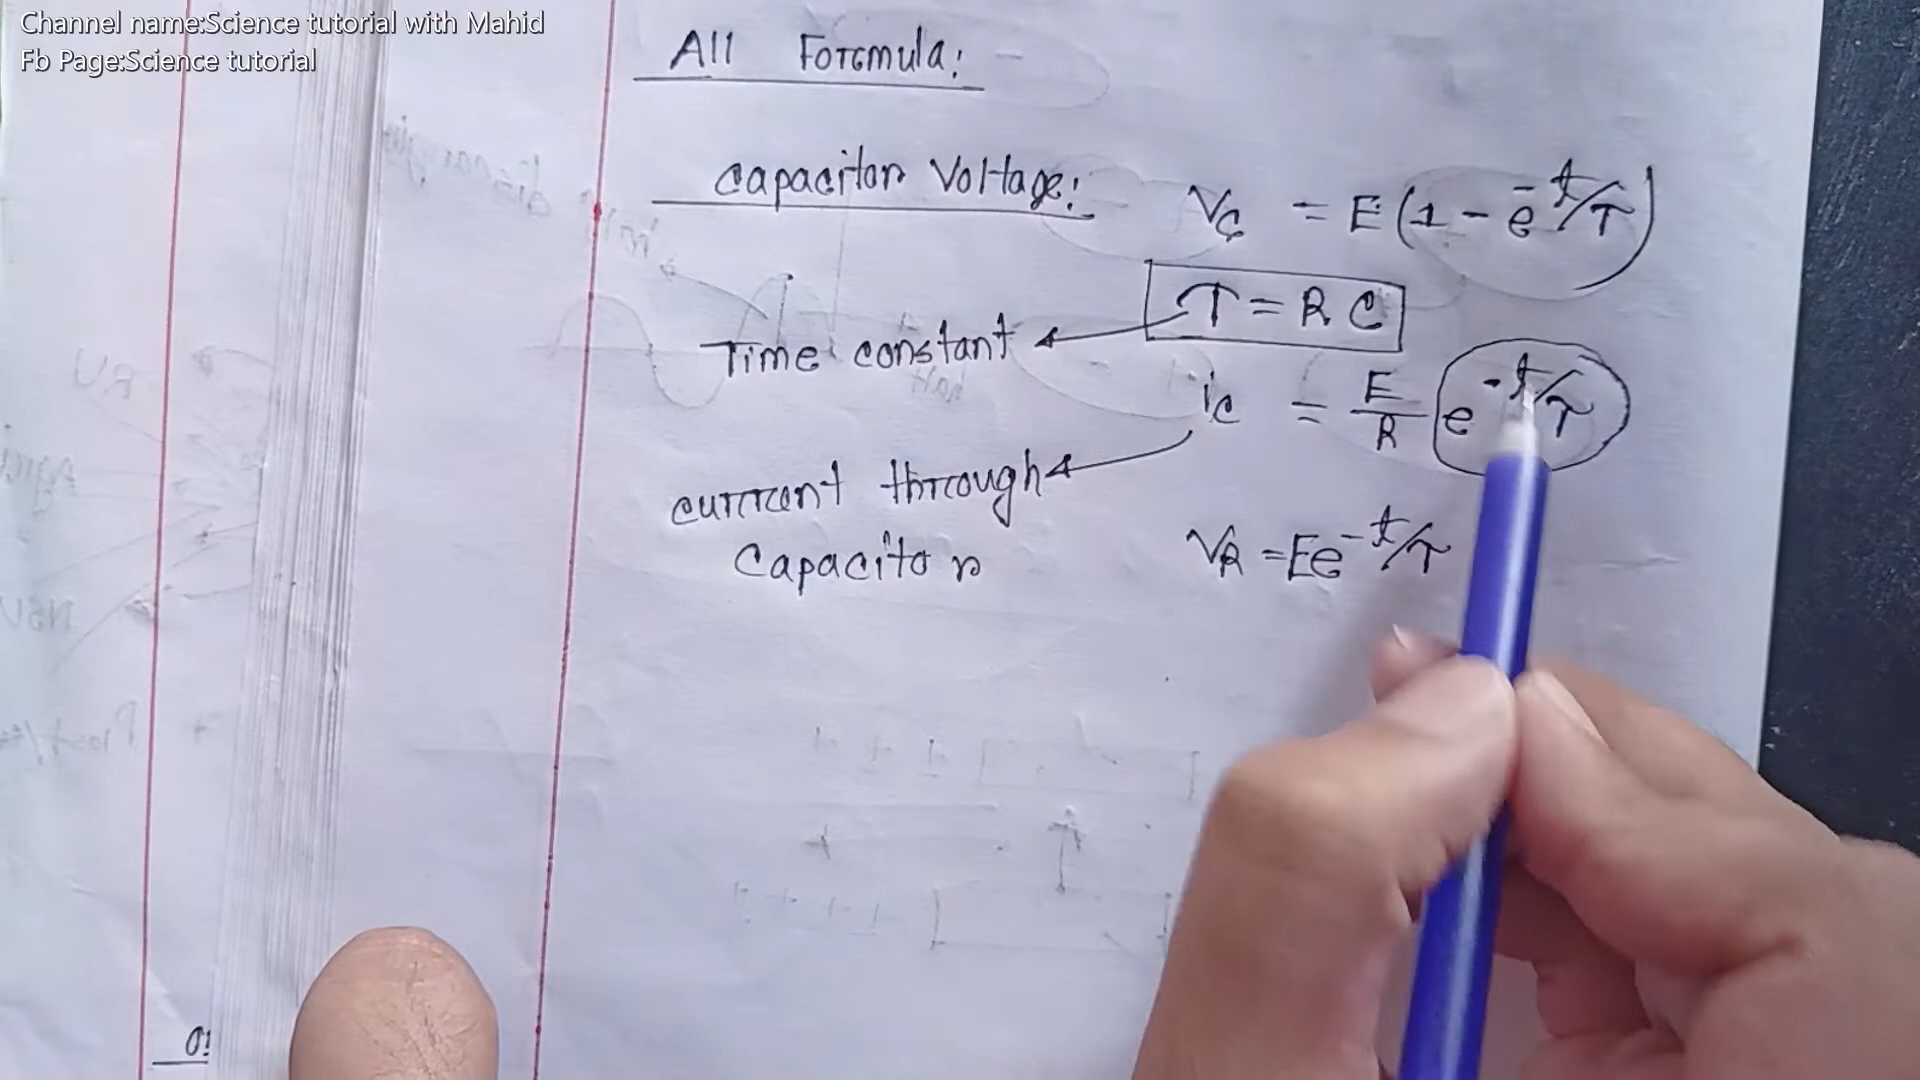 Channel name:Science tutorial with Mahid
Fb Page:Science tutorial
All Formula:
Capacitor Voltage: Vc = E(1 - e^-t/τ)
τ = RC
Time constant
ic = E/R e^-t/τ
current through
Capacitor
VR = Ee^-t/τ